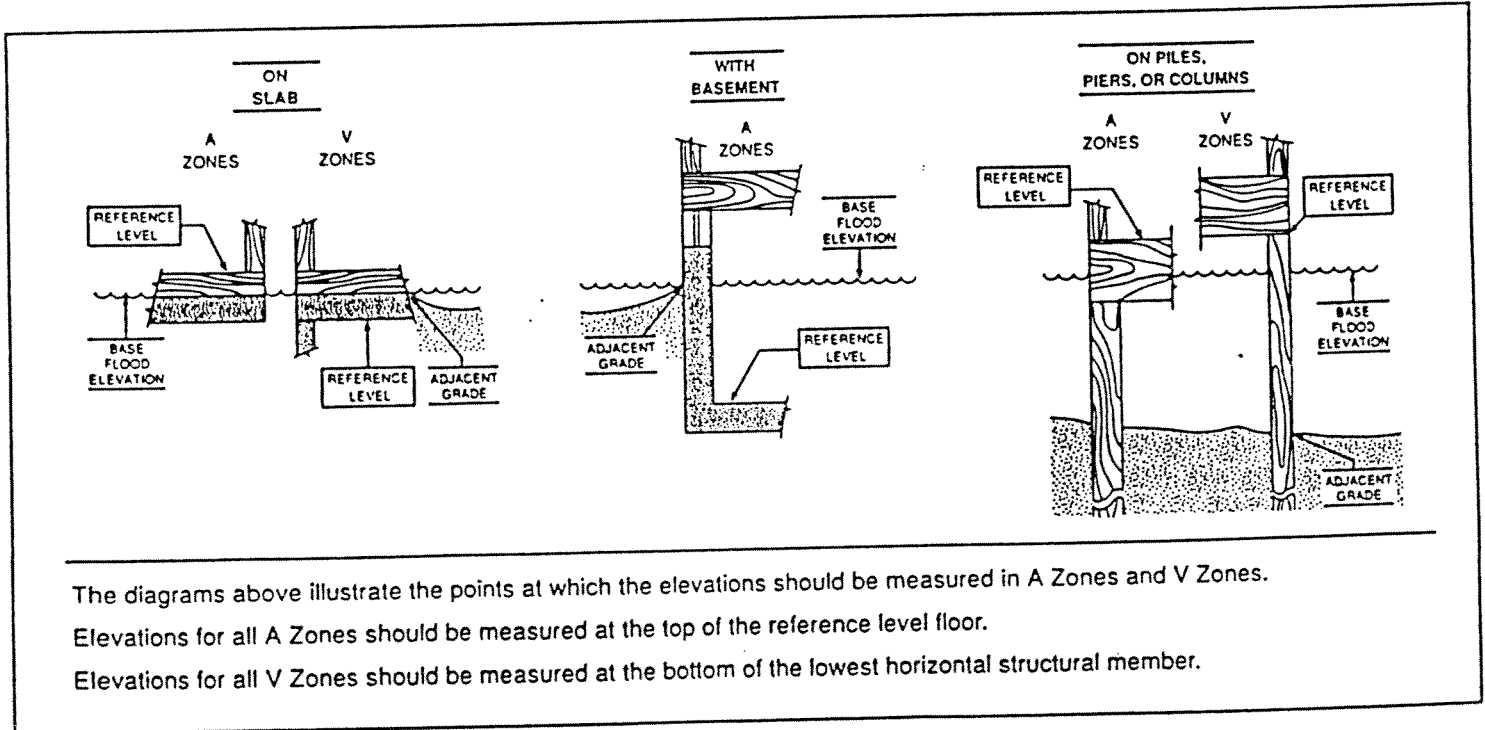 ON
SLAB
A
ZONES
V
ZONES
REFERENCE
LEVEL
BASE
FLOOD
ELEVATION
REFERENCE
LEVEL
ADJACENT
GRADE
WITH
BASEMENT
A
ZONES
BASE
FLOOD
ELEVATION
ADJACENT
GRADE
REFERENCE
LEVEL
ON PILES,
PIERS, OR COLUMNS
A
ZONES
V
ZONES
REFERENCE
LEVEL
REFERENCE
LEVEL
BASE
FLOOD
ELEVATION
ADJACENT
GRADE
The diagrams above illustrate the points at which the elevations should be measured in A Zones and V Zones.
Elevations for all A Zones should be measured at the top of the reference level floor.
Elevations for all V Zones should be measured at the bottom of the lowest horizontal structural member.